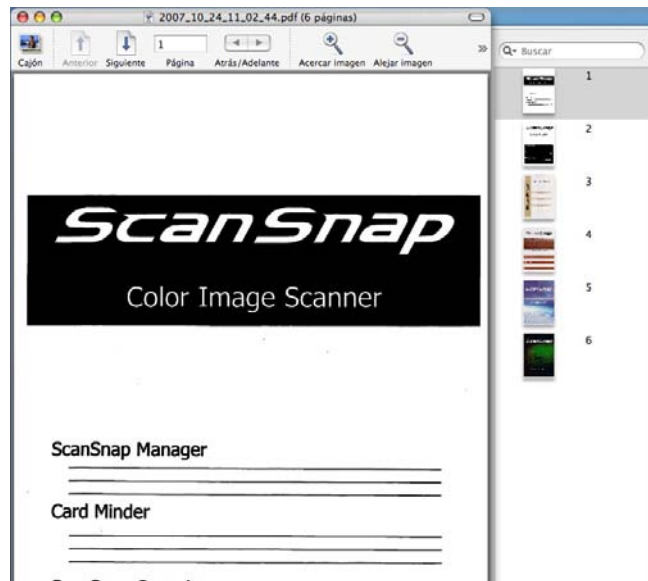 2007_10_24_11_02_44.pdf (6 páginas)
1
Cajón Anterior Siguiente Página Atrás/Adelante Acercar imagen Alejar imagen
Buscar
1
2
3
4
5
6
ScanSnap
Color Image Scanner
ScanSnap Manager
Card Minder